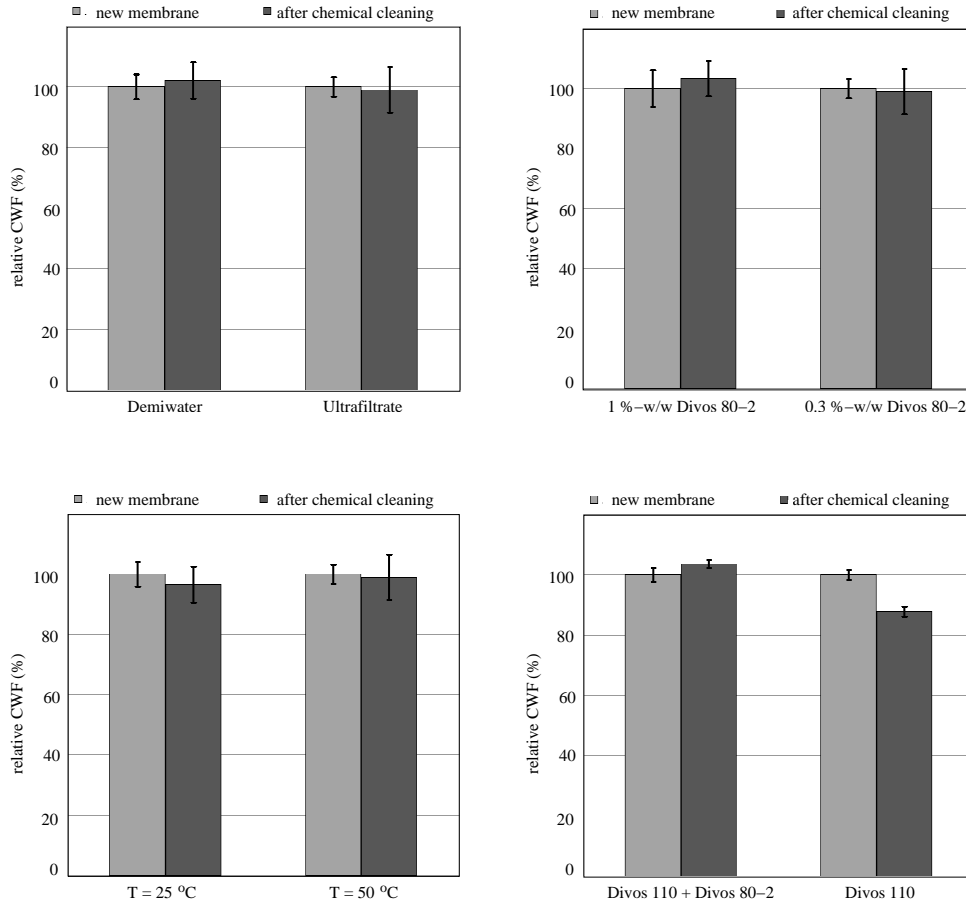 new membrane after chemical cleaning
100
80
60
40
20
0
relative CWF (%)
Demiwater Ultrafiltrate
new membrane after chemical cleaning
100
80
60
40
20
0
relative CWF (%)
1 %−w/w Divos 80−2 0.3 %−w/w Divos 80−2
new membrane after chemical cleaning
100
80
60
40
20
0
relative CWF (%)
T = 25 °C T = 50 °C
new membrane after chemical cleaning
100
80
60
40
20
0
relative CWF (%)
Divos 110 + Divos 80−2 Divos 110